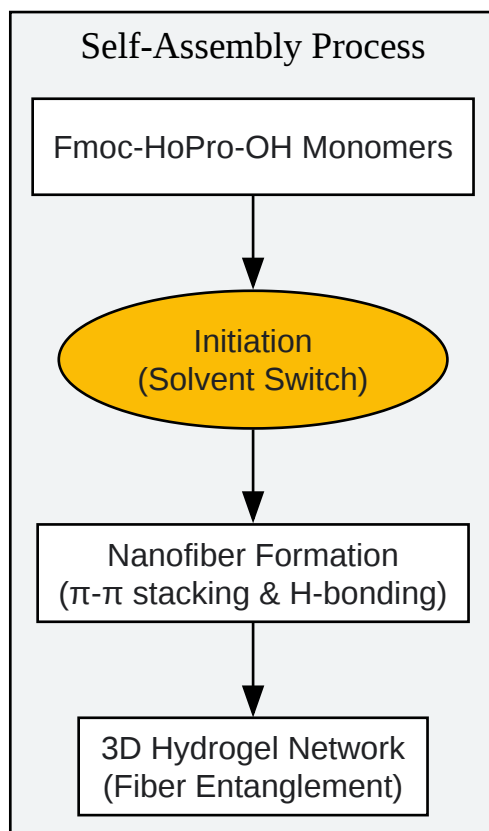 Self-Assembly Process
Fmoc-HoPro-OH Monomers
Initiation
(Solvent Switch)
Nanofiber Formation
(π-π stacking & H-bonding)
3D Hydrogel Network
(Fiber Entanglement)